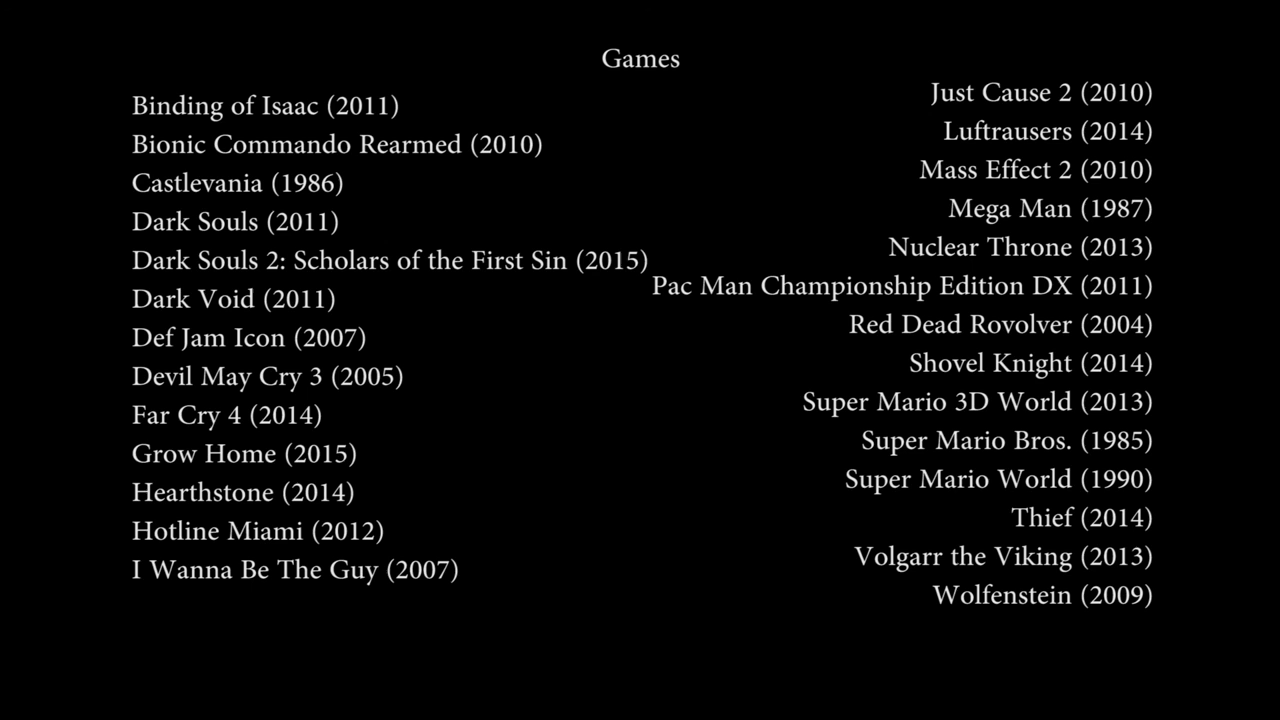 Games
Binding of Isaac (2011)
Bionic Commando Rearmed (2010)
Castlevania (1986)
Dark Souls (2011)
Dark Souls 2: Scholars of the First Sin (2015)
Dark Void (2011)
Def Jam Icon (2007)
Devil May Cry 3 (2005)
Far Cry 4 (2014)
Grow Home (2015)
Hearthstone (2014)
Hotline Miami (2012)
I Wanna Be The Guy (2007)
Just Cause 2 (2010)
Luftrausers (2014)
Mass Effect 2 (2010)
Mega Man (1987)
Nuclear Throne (2013)
Pac Man Championship Edition DX (2011)
Red Dead Rovolver (2004)
Shovel Knight (2014)
Super Mario 3D World (2013)
Super Mario Bros. (1985)
Super Mario World (1990)
Thief (2014)
Volgarr the Viking (2013)
Wolfenstein (2009)